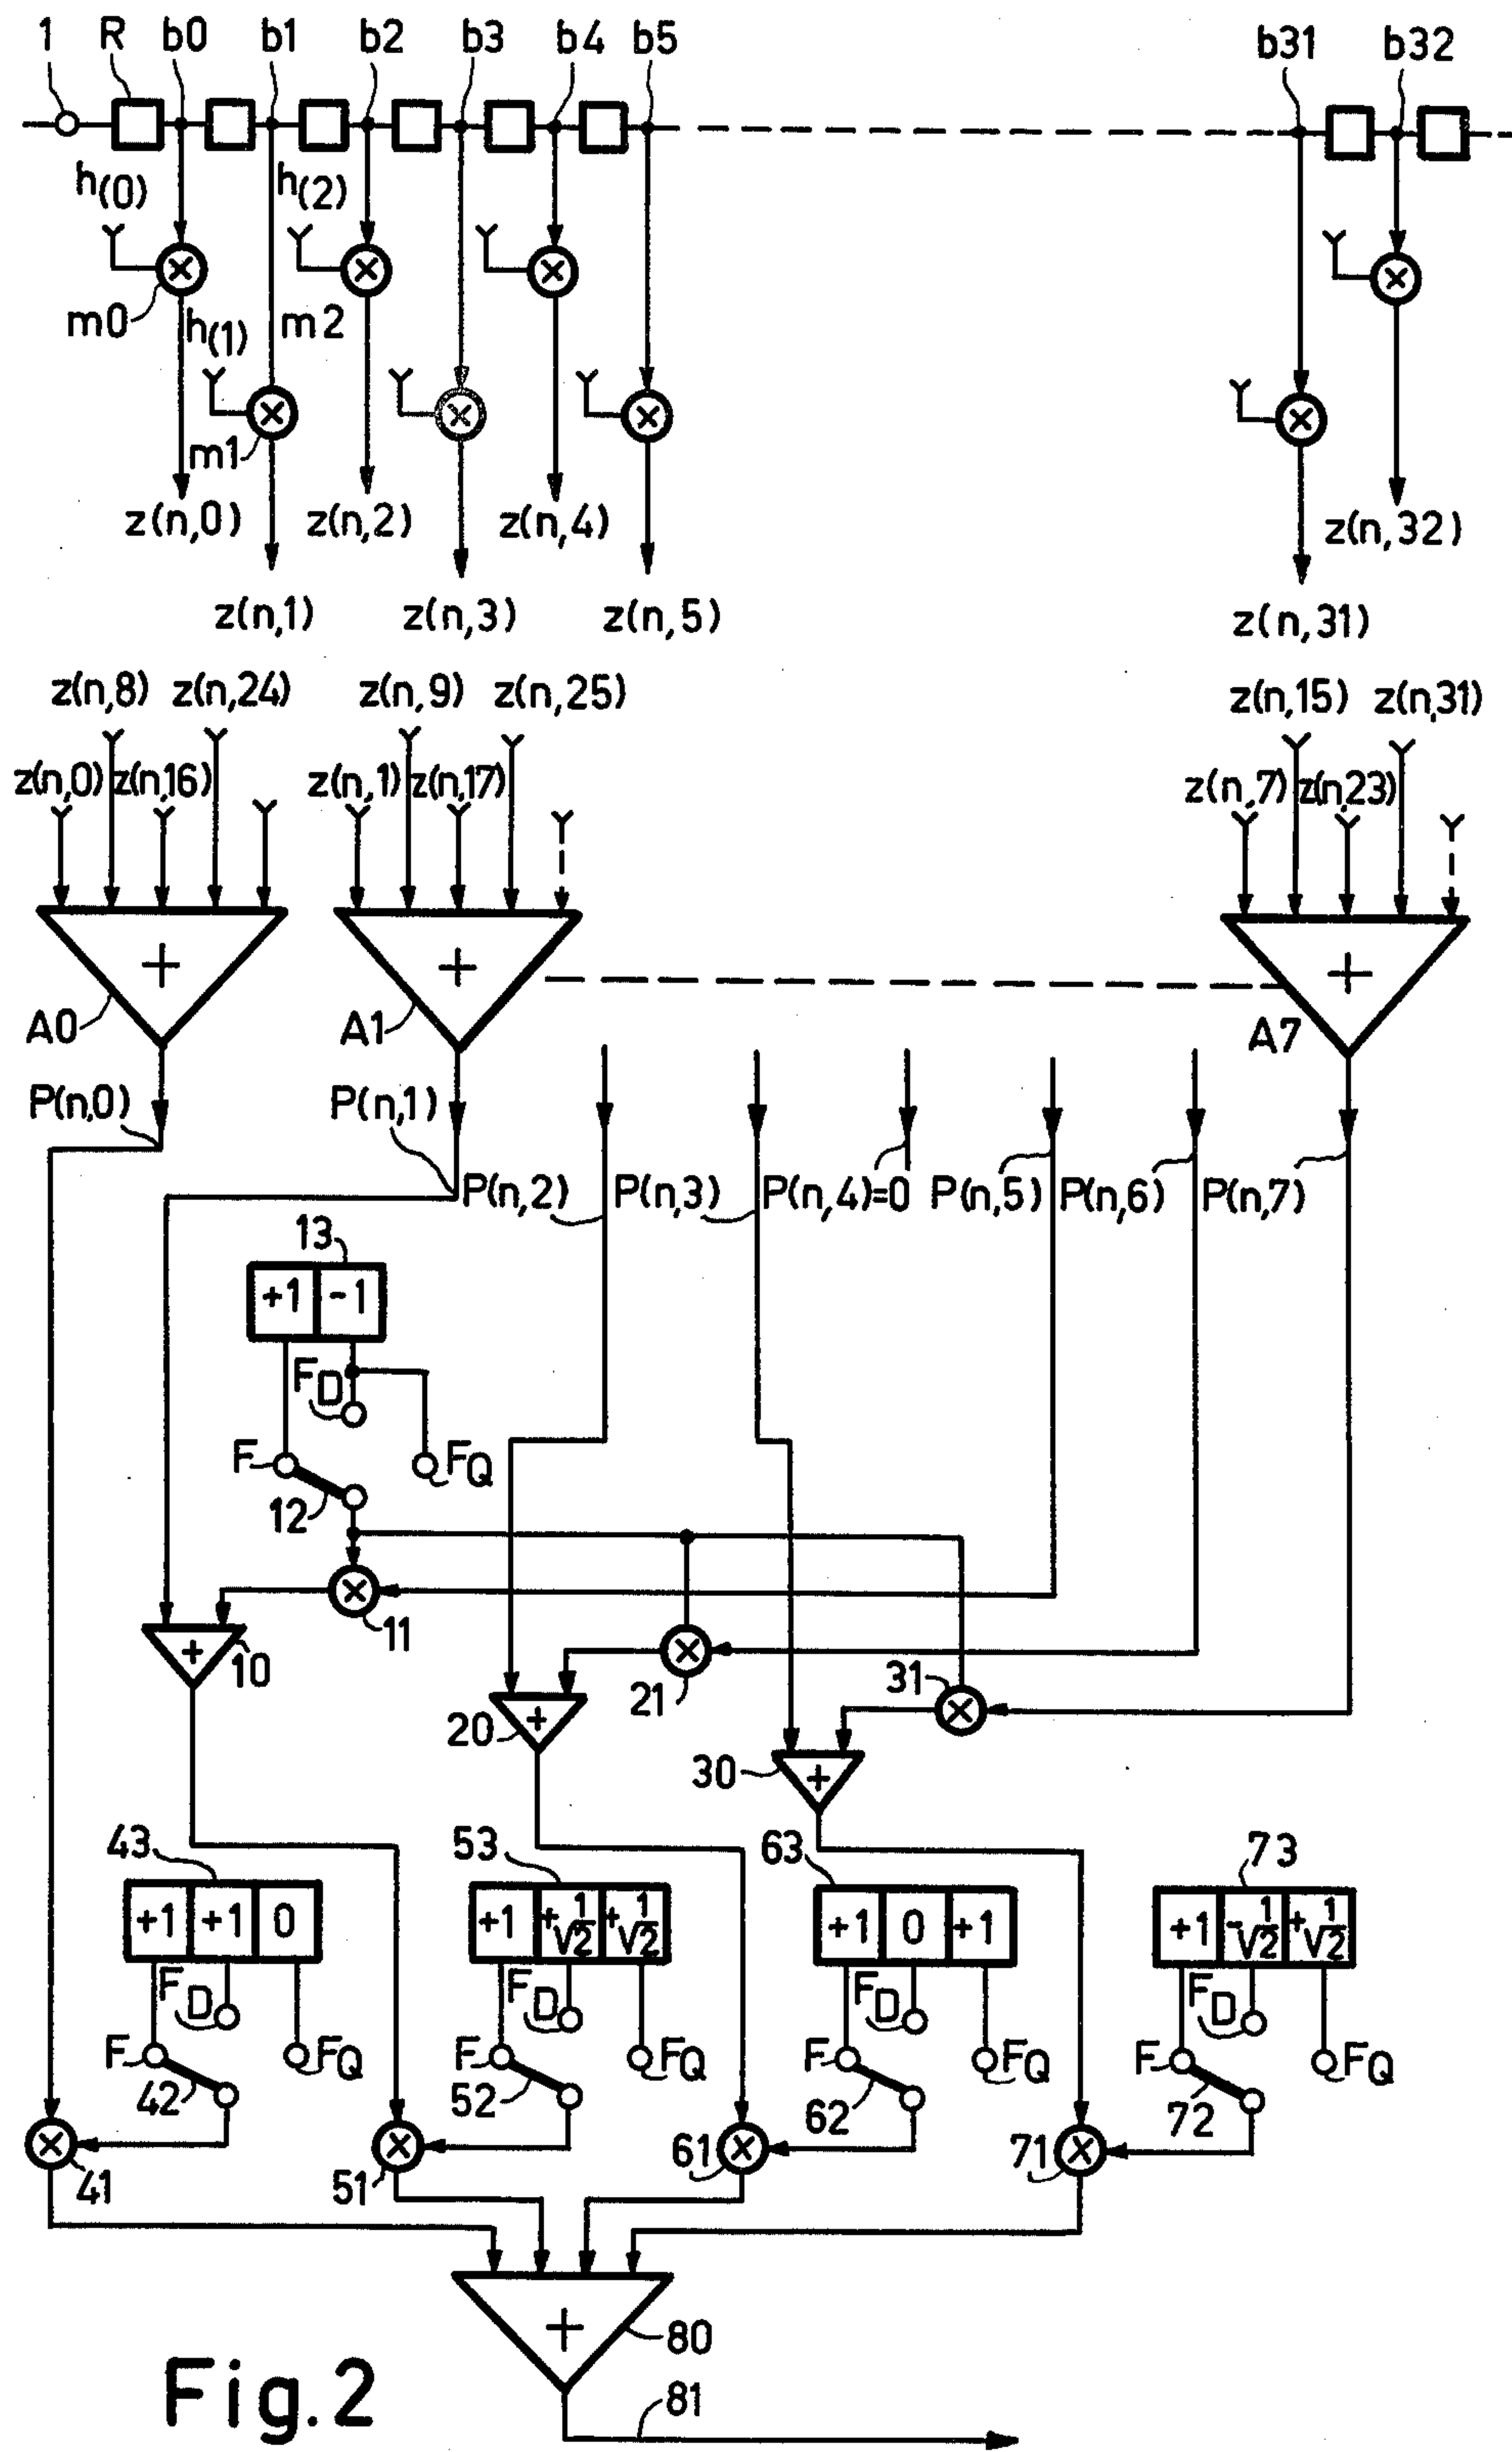 1 R b0 b1 b2 b3 b4 b5 b31 b32
h(0) h(2)
m0 h(1) m2
m1
z(n,0) z(n,2) z(n,4) z(n,32)
z(n,1) z(n,3) z(n,5) z(n,31)
z(n,8) z(n,24) z(n,9) z(n,25) z(n,15) z(n,31)
z(n,0) z(n,16) z(n,1) z(n,17) z(n,7) z(n,23)
+ + +
A0 A1 A7
P(n,0) P(n,1)
P(n,2) P(n,3) P(n,4)=0 P(n,5) P(n,6) P(n,7)
13
+1 -1
FD
F FQ
12
×
11
+ 10 ×
21 31
20 + ×
30 +
43 53 63 73
+1 +1 0 +1 +1/√2 +1/√2 +1 0 +1 +1 -1/√2 +1/√2
FD FD FD FD
F FQ F FQ F FQ F FQ
42 52 62 72
× × 61 × 71 ×
41 51
+ 80
Fig.2 81